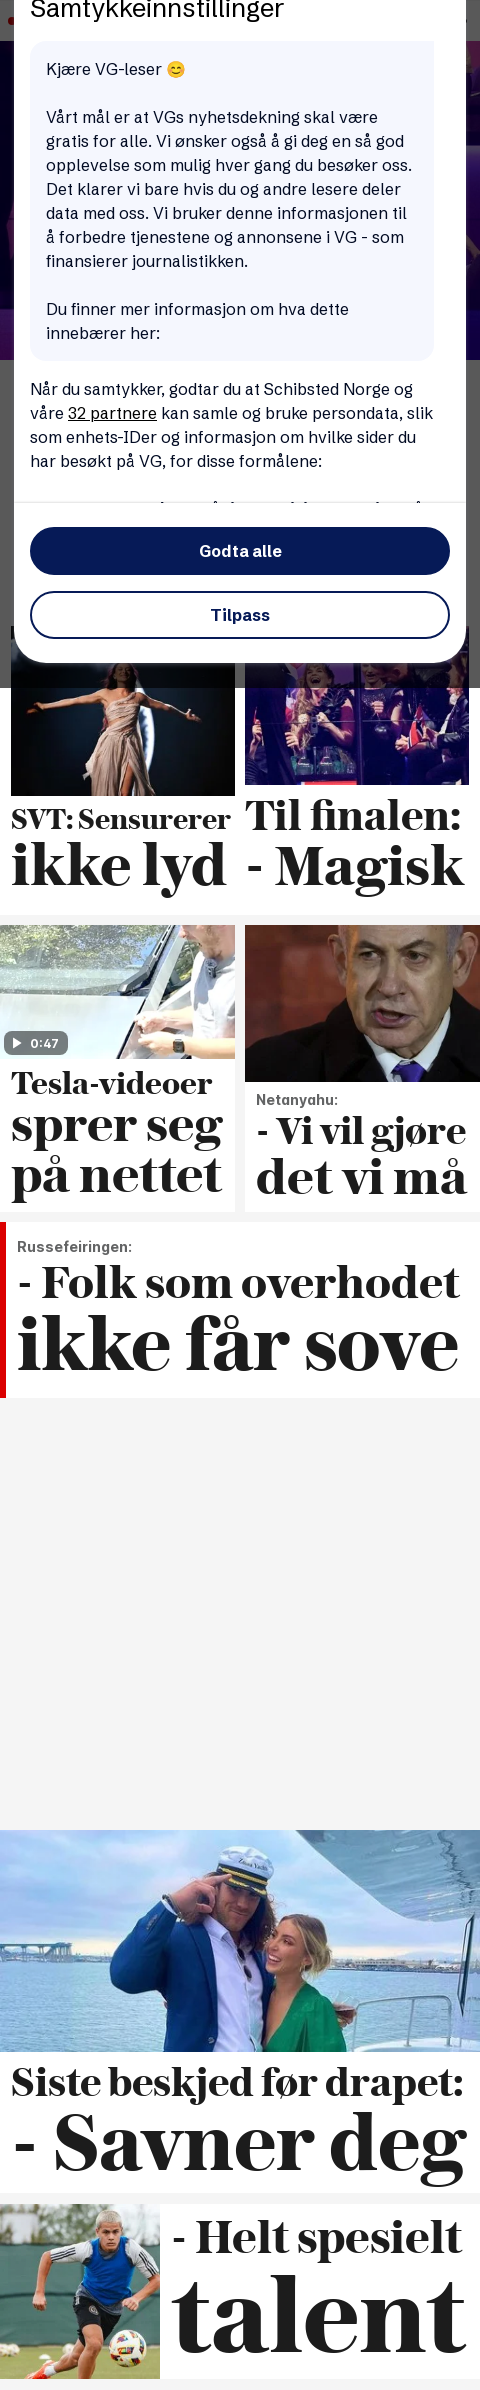 Samtykkeinnstillinger
Kjære VG-leser 😊
Vårt mål er at VGs nyhetsdekning skal være
gratis for alle. Vi ønsker også å gi deg en så god
opplevelse som mulig hver gang du besøker oss.
Det klarer vi bare hvis du og andre lesere deler
data med oss. Vi bruker denne informasjonen til
å forbedre tjenestene og annonsene i VG - som
finansierer journalistikken.
Du finner mer informasjon om hva dette
innebærer her:
Når du samtykker, godtar du at Schibsted Norge og
våre 32 partnere kan samle og bruke persondata, slik
som enhets-IDer og informasjon om hvilke sider du
har besøkt på VG, for disse formålene:
Godta alle
Tilpass
SVT: Sensurerer
ikke lyd
Til finalen:
- Magisk
0:47
Tesla-videoer
sprer seg
på nettet
Netanyahu:
- Vi vil gjøre
det vi må
Russefeiringen:
- Folk som overhodet
ikke får sove
Siste beskjed før drapet:
- Savner deg
- Helt spesielt
talent